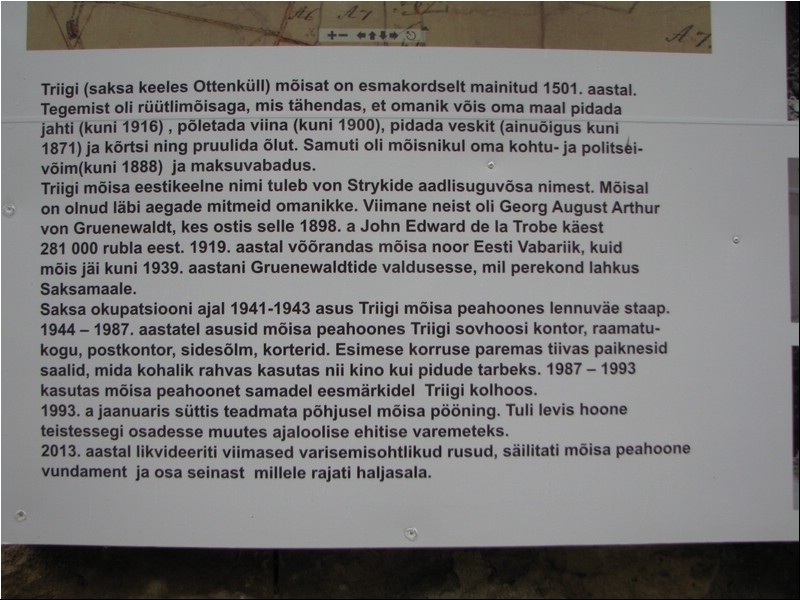 A6 A7
A.7.
Triigi (saksa keeles Ottenküll) mõisat on esmakordselt mainitud 1501. aastal.
Tegemist oli rüütlimõisaga, mis tähendas, et omanik võis oma maal pidada
jahti (kuni 1916) , põletada viina (kuni 1900), pidada veskit (ainuõigus kuni
1871) ja kõrtsi ning pruulida õlut. Samuti oli mõisnikul oma kohtu- ja politsei-
võim(kuni 1888) ja maksuvabadus.
Triigi mõisa eestikeelne nimi tuleb von Strykide aadlisuguvõsa nimest. Mõisal
on olnud läbi aegade mitmeid omanikke. Viimane neist oli Georg August Arthur
von Gruenewaldt, kes ostis selle 1898. a John Edward de la Trobe käest
281 000 rubla eest. 1919. aastal võõrandas mõisa noor Eesti Vabariik, kuid
mõis jäi kuni 1939. aastani Gruenewaldtide valdusesse, mil perekond lahkus
Saksamaale.
Saksa okupatsiooni ajal 1941-1943 asus Triigi mõisa peahoones lennuväe staap.
1944 – 1987. aastatel asusid mõisa peahoones Triigi sovhoosi kontor, raamatu-
kogu, postkontor, sidesõlm, korterid. Esimese korruse paremas tiivas paiknesid
saalid, mida kohalik rahvas kasutas nii kino kui pidude tarbeks. 1987 – 1993
kasutas mõisa peahoonet samadel eesmärkidel Triigi kolhoos.
1993. a jaanuaris süttis teadmata põhjusel mõisa pööning. Tuli levis hoone
teistessegi osadesse muutes ajaloolise ehitise varemeteks.
2013. aastal likvideeriti viimased varisemisohtlikud rusud, säilitati mõisa peahoone
vundament ja osa seinast millele rajati haljasala.